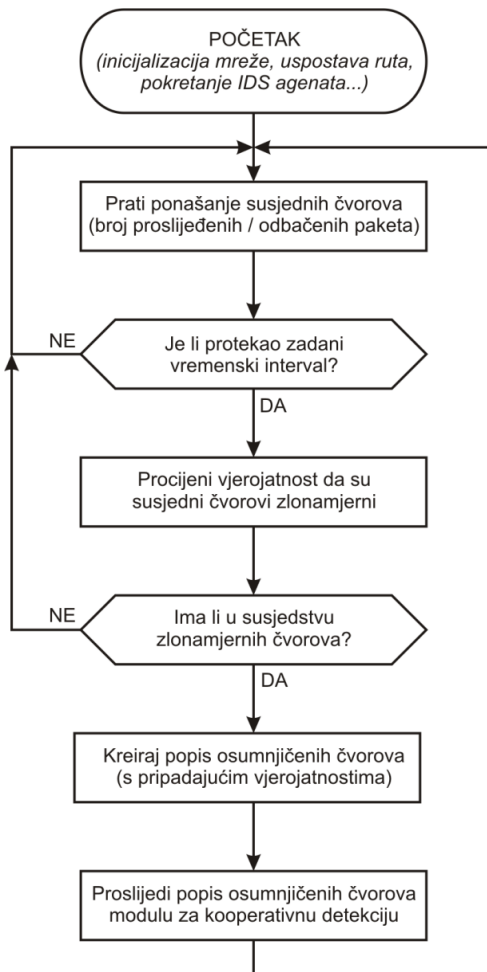 POČETAK
(inicijalizacija mreže, uspostava ruta,
pokretanje IDS agenata...)
Prati ponašanje susjednih čvorova
(broj proslijeđenih / odbačenih paketa)
NE
Je li protekao zadani
vremenski interval?
DA
Procijeni vjerojatnost da su
susjedni čvorovi zlonamjerni
NE
Ima li u susjedstvu
zlonamjernih čvorova?
DA
Kreiraj popis osumnjičenih čvorova
(s pripadajućim vjerojatnostima)
Proslijedi popis osumnjičenih čvorova
modulu za kooperativnu detekciju